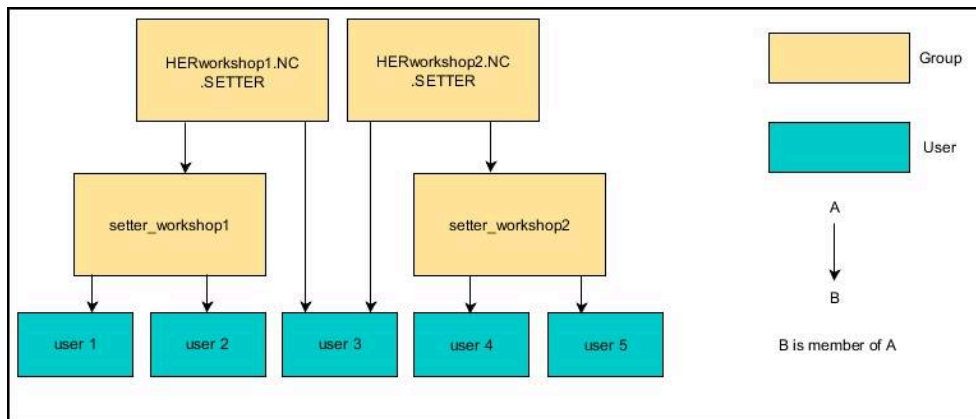 HERworkshop1.NC
.SETTER
HERworkshop2.NC
.SETTER
Group
User
setter_workshop1
setter_workshop2
A
B
user 1
user 2
user 3
user 4
user 5
B is member of A